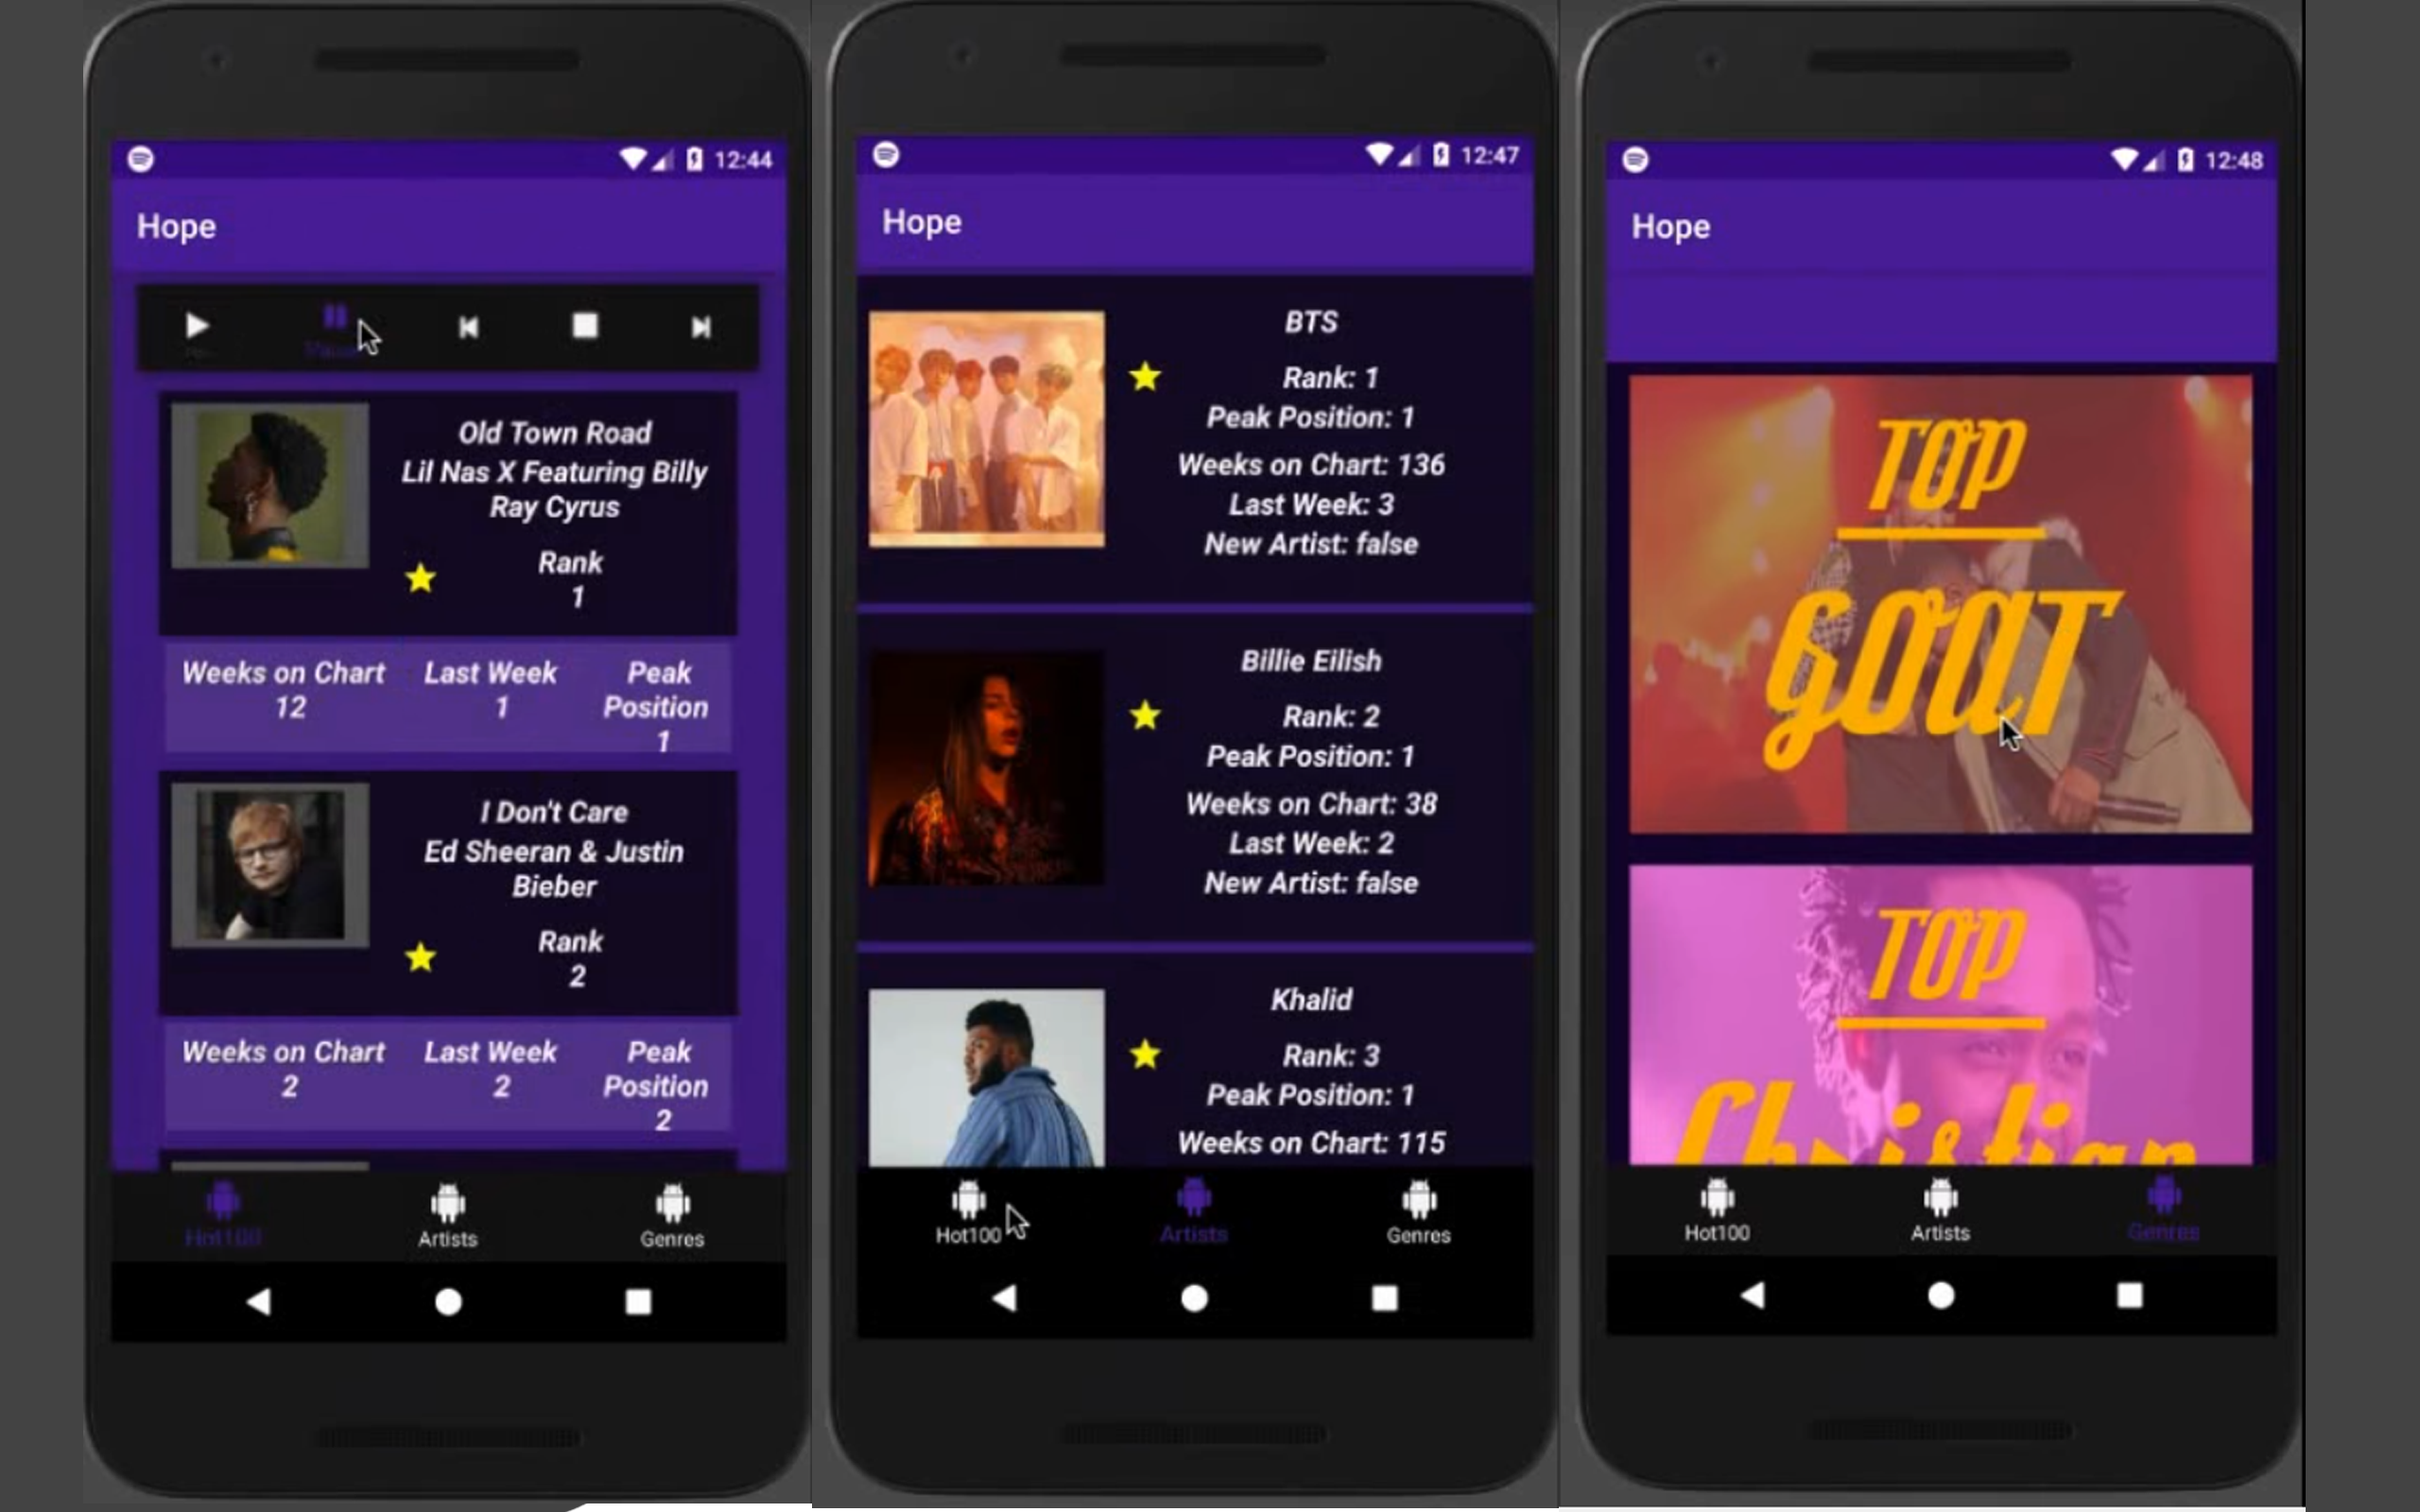 12:44
Hope
Pause
Old Town Road
Lil Nas X Featuring Billy
Ray Cyrus
Rank
1
Weeks on Chart
12
Last Week
1
Peak
Position
1
I Don't Care
Ed Sheeran & Justin
Bieber
Rank
2
Weeks on Chart
2
Last Week
2
Peak
Position
2
Hot100
Artists
Genres
12:47
Hope
BTS
Rank: 1
Peak Position: 1
Weeks on Chart: 136
Last Week: 3
New Artist: false
Billie Eilish
Rank: 2
Peak Position: 1
Weeks on Chart: 38
Last Week: 2
New Artist: false
Khalid
Rank: 3
Peak Position: 1
Weeks on Chart: 115
Hot100
Artists
Genres
12:48
Hope
TOP
GOAT
TOP
Christian
Hot100
Artists
Genres